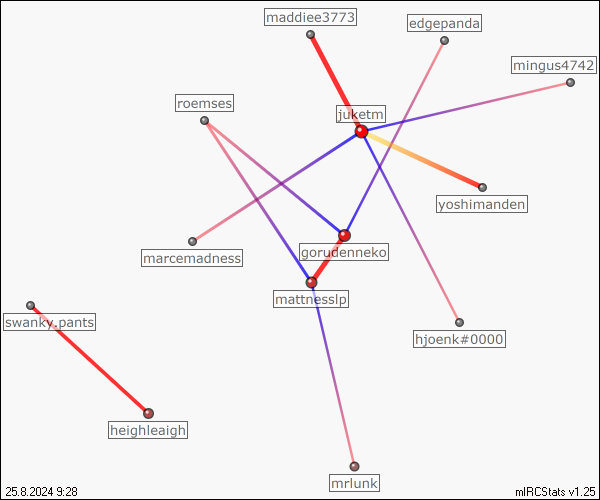 maddiee3773
edgepanda
mingus4742
roemses
juketm
yoshimanden
marcemadness
gorudenneko
mattnesslp
swanky.pants
hjoenk#0000
heighleaigh
mrlunk
25.8.2024 9:28
mIRCStats v1.25